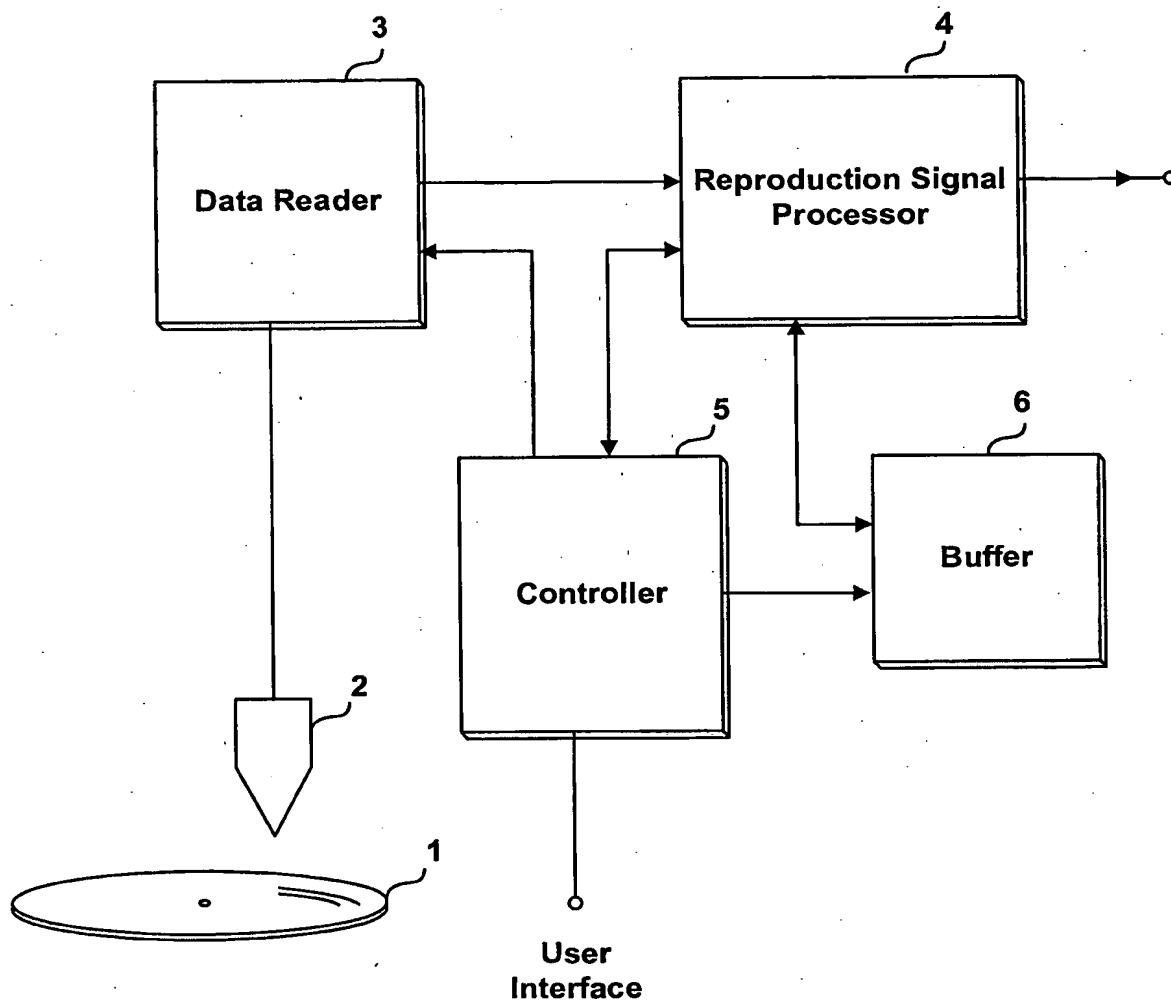 3
4
Data Reader
Reproduction Signal
Processor
5
6
Controller
Buffer
2
1
User
Interface